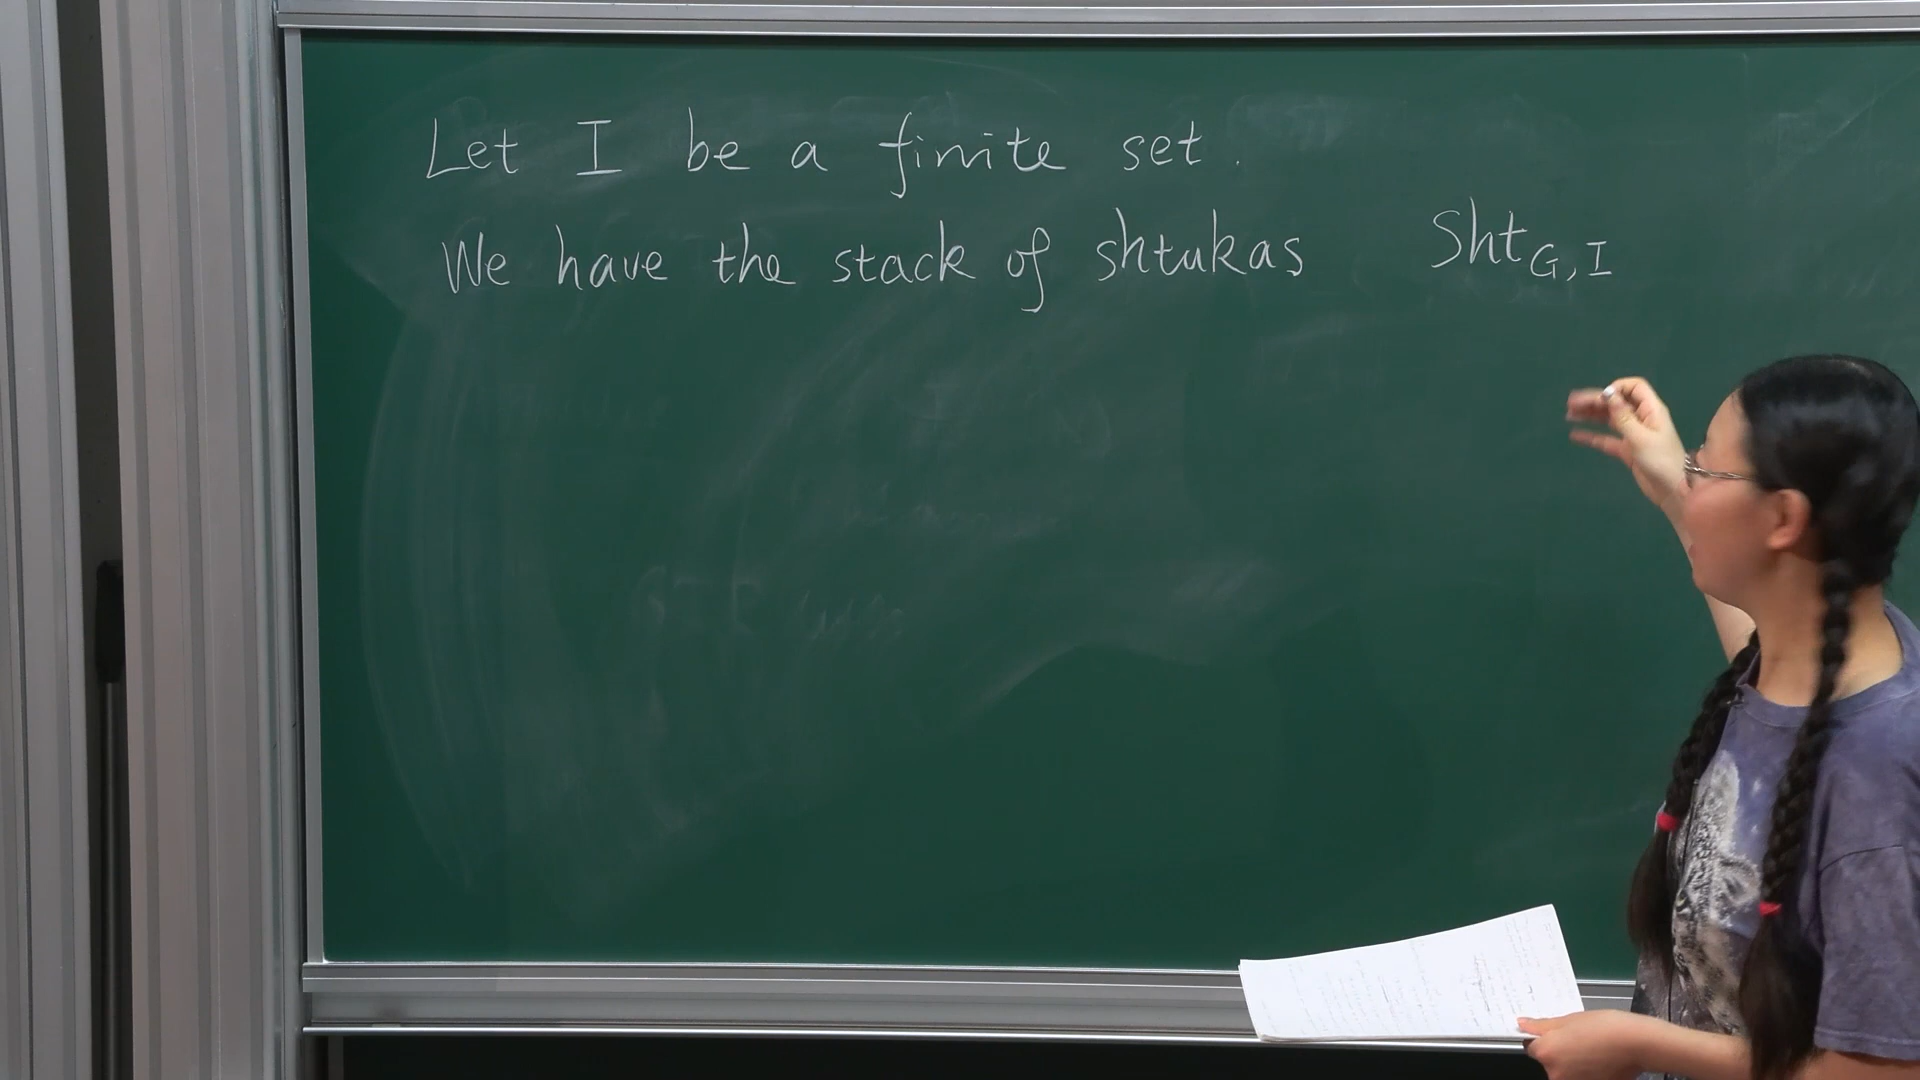 Let I be a finite set.
We have the stack of shtukas Sht_{G,I}